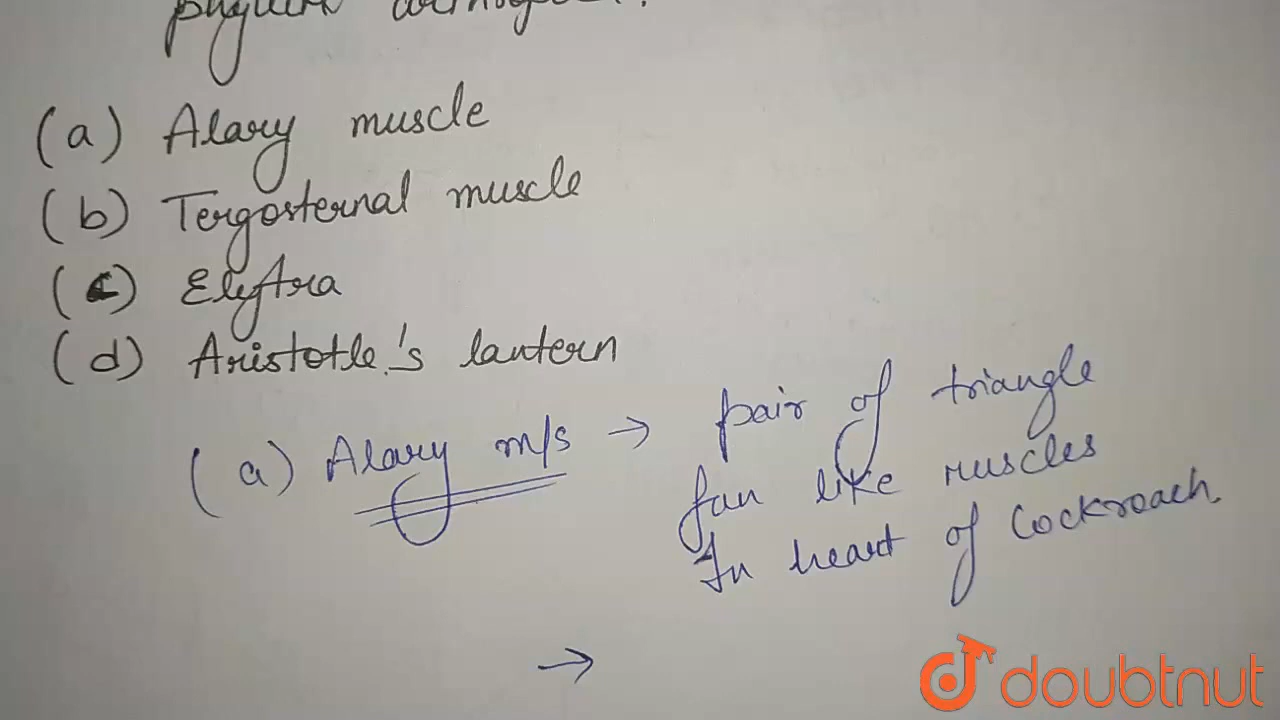 (a) Alary muscle
(b) Tergosternal muscle
(c) Elytra
(d) Aristotle's lantern
(a) Alary m/s → pair of triangle
fan like muscles
In heart of Cockroach.
→
doubtnut